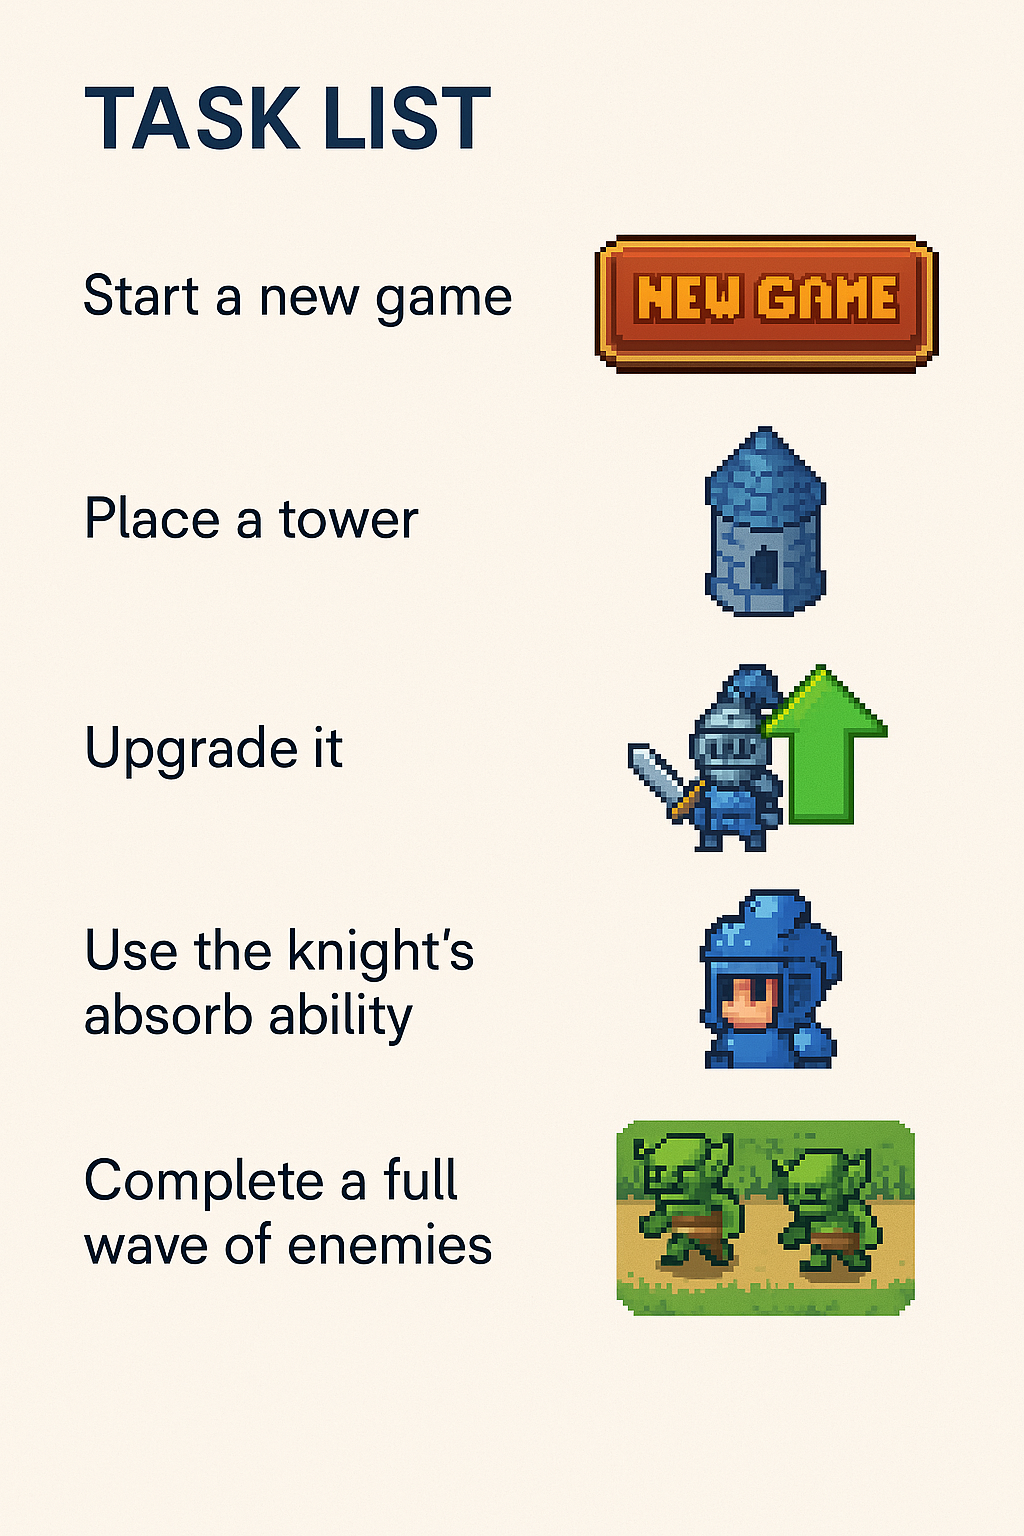 TASK LIST
Start a new game
NEW GAME
Place a tower
Upgrade it
Use the knight’s
absorb ability
Complete a full
wave of enemies